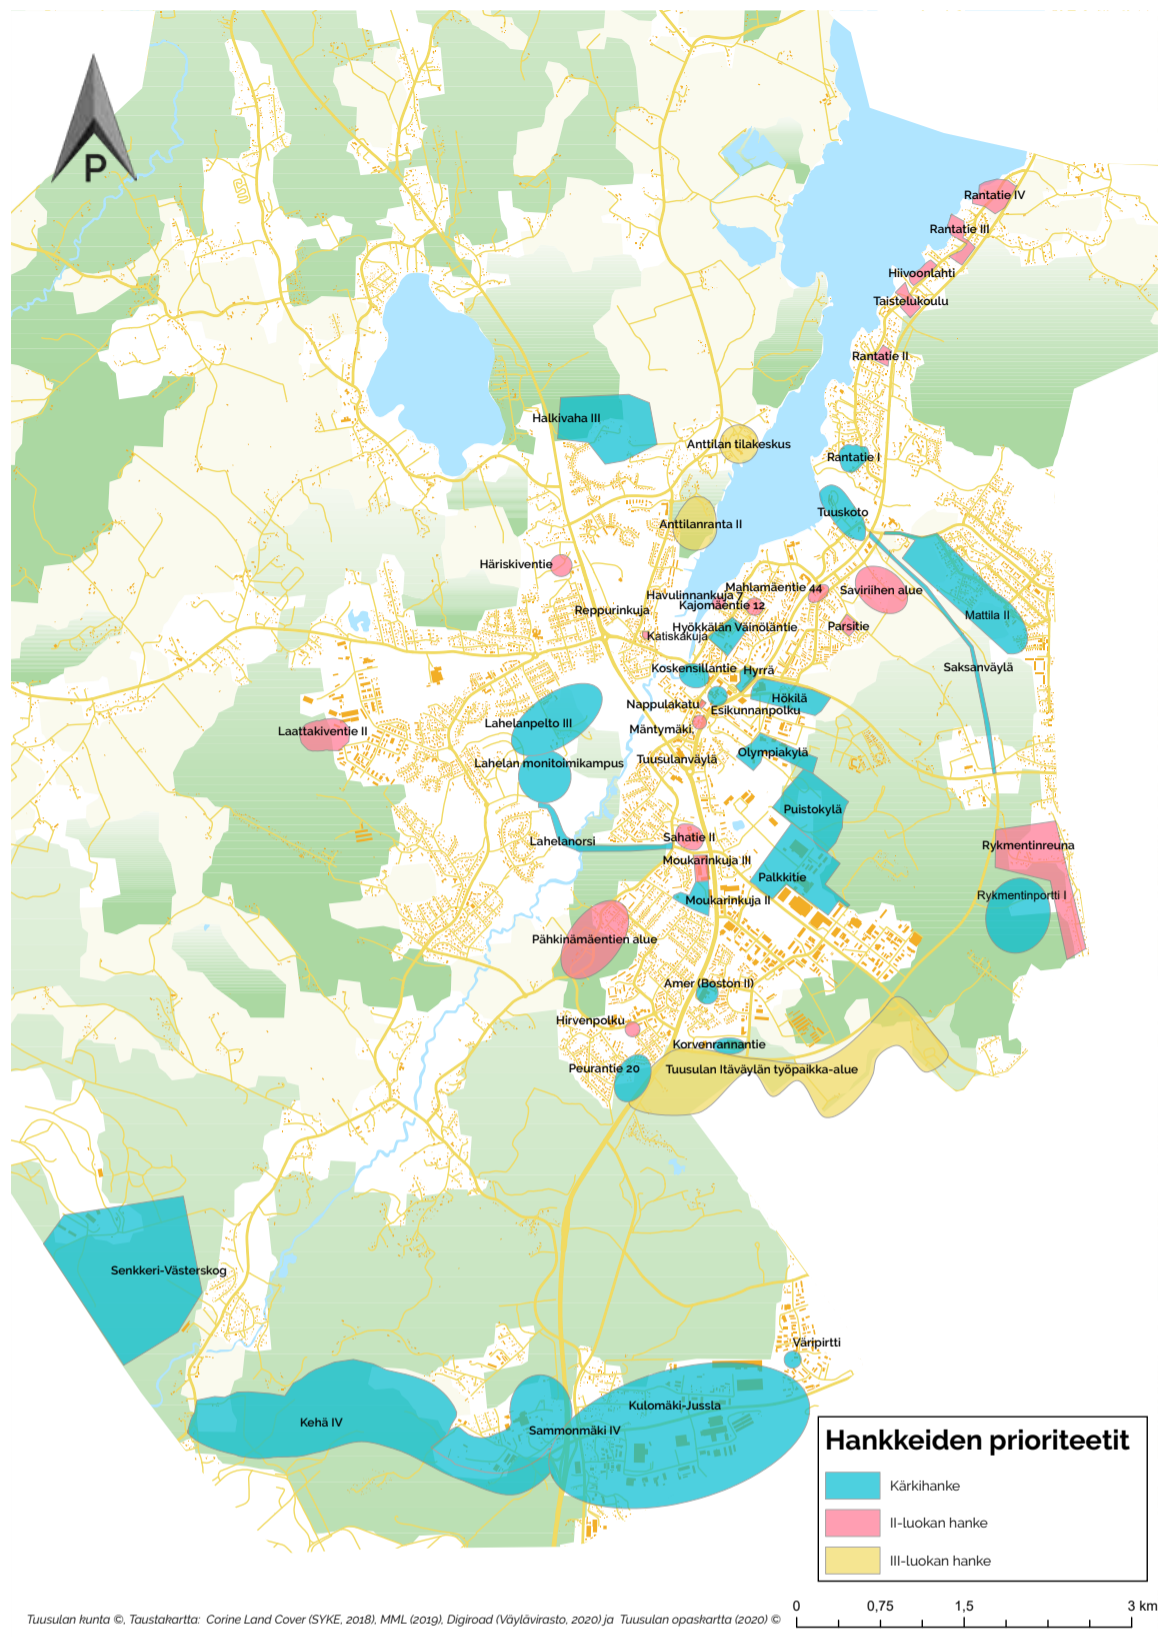 P
Rantatie IV
Rantatie III
Hiivoonlahti
Taistelukoulu
Rantatie II
Halkivaha III
Anttilan tilakeskus
Rantatie I
Tuuskoto
Anttilanranta II
Häriskiventie
Mahlamäentie 44
Saviriihen alue
Havulinnankuja 7
Kajomäentie 12
Reppurinkuja
Mattila II
Hyökkälän Väinöläntie
Parsitie
Katiskakuja
Koskensillantie
Hyrrä
Saksanväylä
Hökilä
Nappulakatu
Esikunnanpolku
Lahelanpelto III
Laattakiventie II
Mäntymäki,
Olympiakylä
Tuusulanväylä
Lahelan monitoimikampus
Puistokylä
Sahatie II
Lahelanorsi
Rykmentinreuna
Moukarinkuja III
Palkkitie
Rykmentinportti I
Moukarinkuja II
Pähkinämäentien alue
Amer (Boston II)
Hirvenpolku
Korvenrannantie
Peurantie 20
Tuusulan Itäväylän työpaikka-alue
Senkkeri-Västerskog
Väripirtti
Kulomäki-Jussla
Kehä IV
Sammonmäki IV
Hankkeiden prioriteetit
Kärkihanke
II-luokan hanke
III-luokan hanke
0 0,75 1,5 3 km
Tuusulan kunta ©, Taustakartta: Corine Land Cover (SYKE, 2018), MML (2019), Digiroad (Väylävirasto, 2020) ja Tuusulan opaskartta (2020) ©